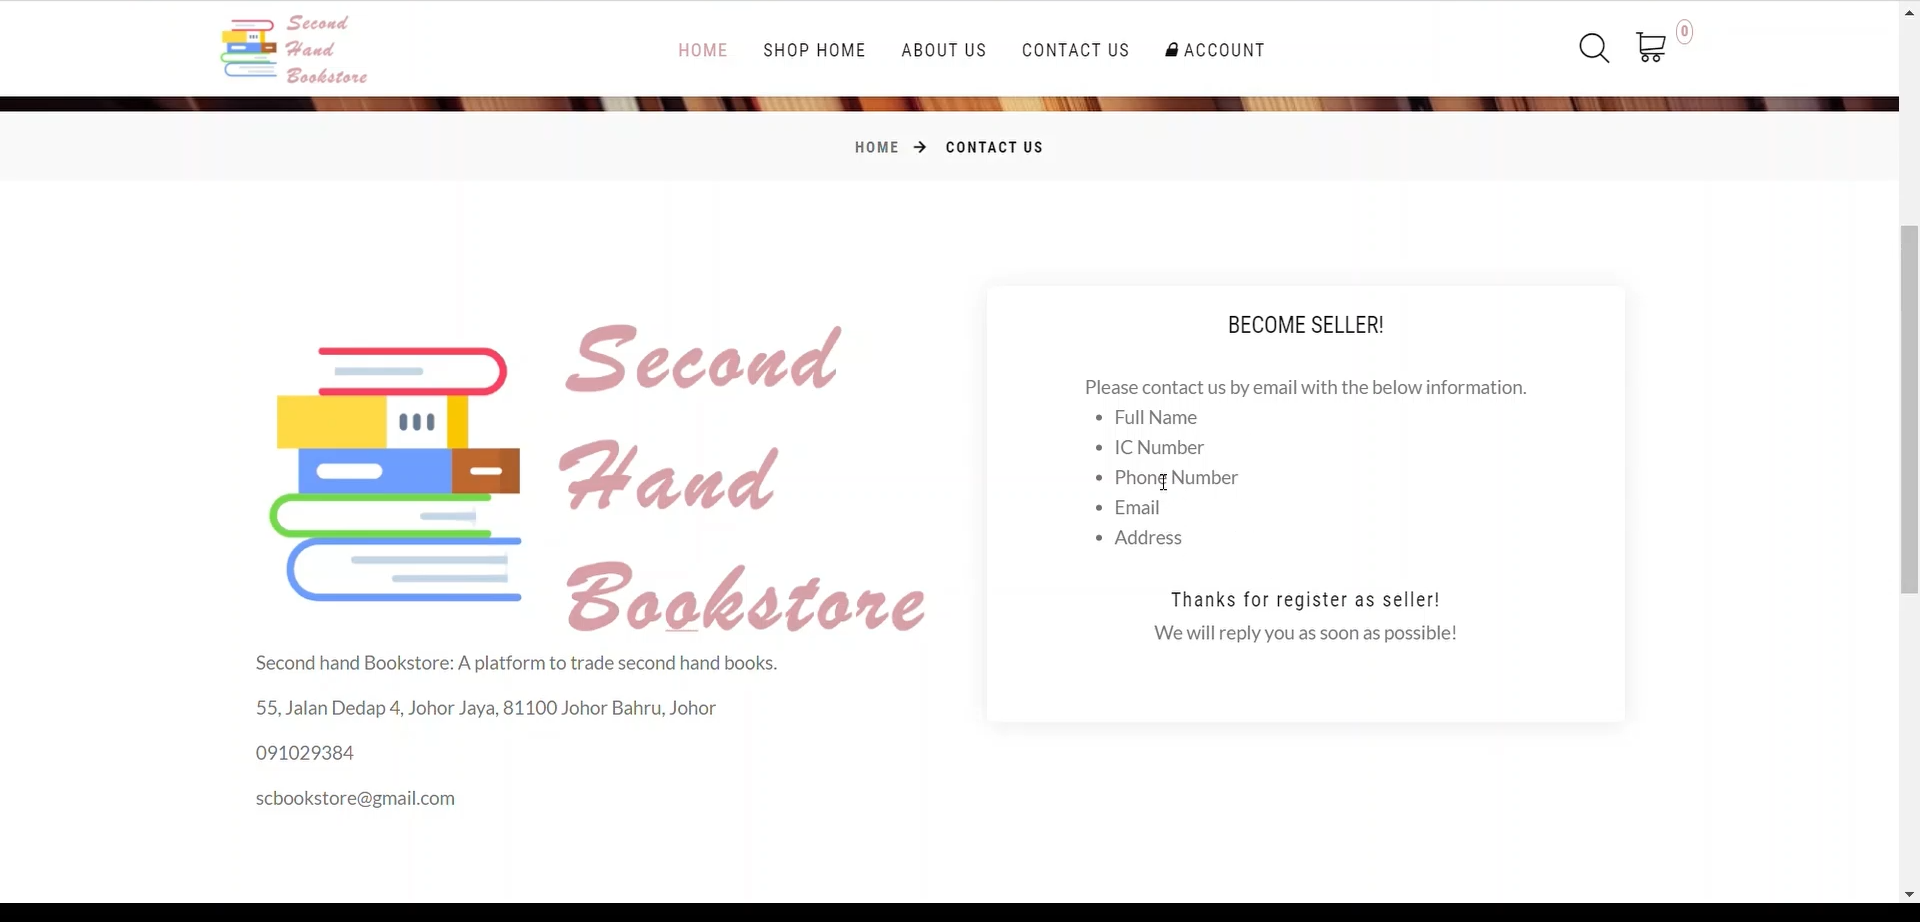 Second
Hand
Bookstore
HOME SHOP HOME ABOUT US CONTACT US ACCOUNT
0
HOME → CONTACT US
Second
Hand
Bookstore
Second hand Bookstore: A platform to trade second hand books.
55, Jalan Dedap 4, Johor Jaya, 81100 Johor Bahru, Johor
091029384
scbookstore@gmail.com
BECOME SELLER!
Please contact us by email with the below information.
• Full Name
• IC Number
• Phone Number
• Email
• Address
Thanks for register as seller!
We will reply you as soon as possible!